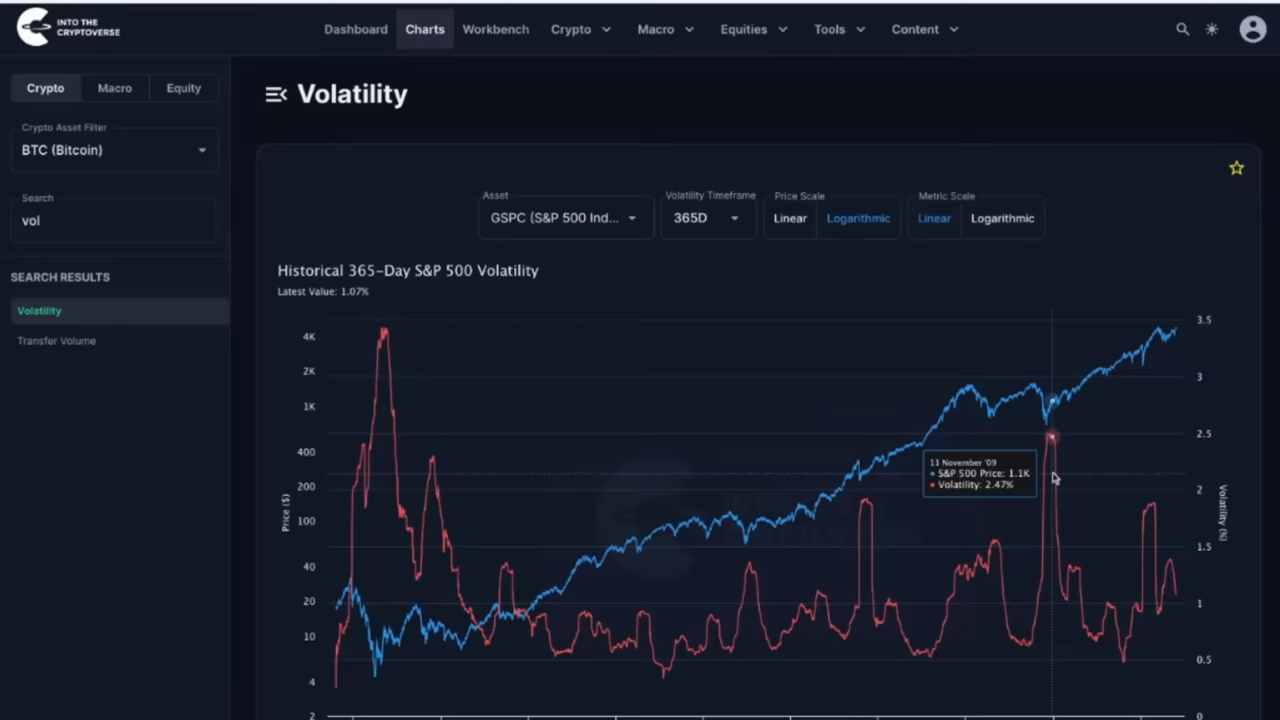 INTO THE
CRYPTOVERSE
Dashboard Charts Workbench Crypto Macro Equities Tools Content
Crypto Macro Equity
Crypto Asset Filter
BTC (Bitcoin)
Search
vol
SEARCH RESULTS
Volatility
Transfer Volume
Volatility
Asset Volatility Timeframe Price Scale Metric Scale
GSPC (S&P 500 Ind... 365D Linear Logarithmic Linear Logarithmic
Historical 365-Day S&P 500 Volatility
Latest Value: 1.07%
4K
2K
1K
400
200
100
40
20
10
4
2
Price ($)
11 November '09
S&P 500 Price: 1.1K
Volatility: 2.47%
3.5
3
2.5
2
1.5
1
0.5
0
Volatility (%)